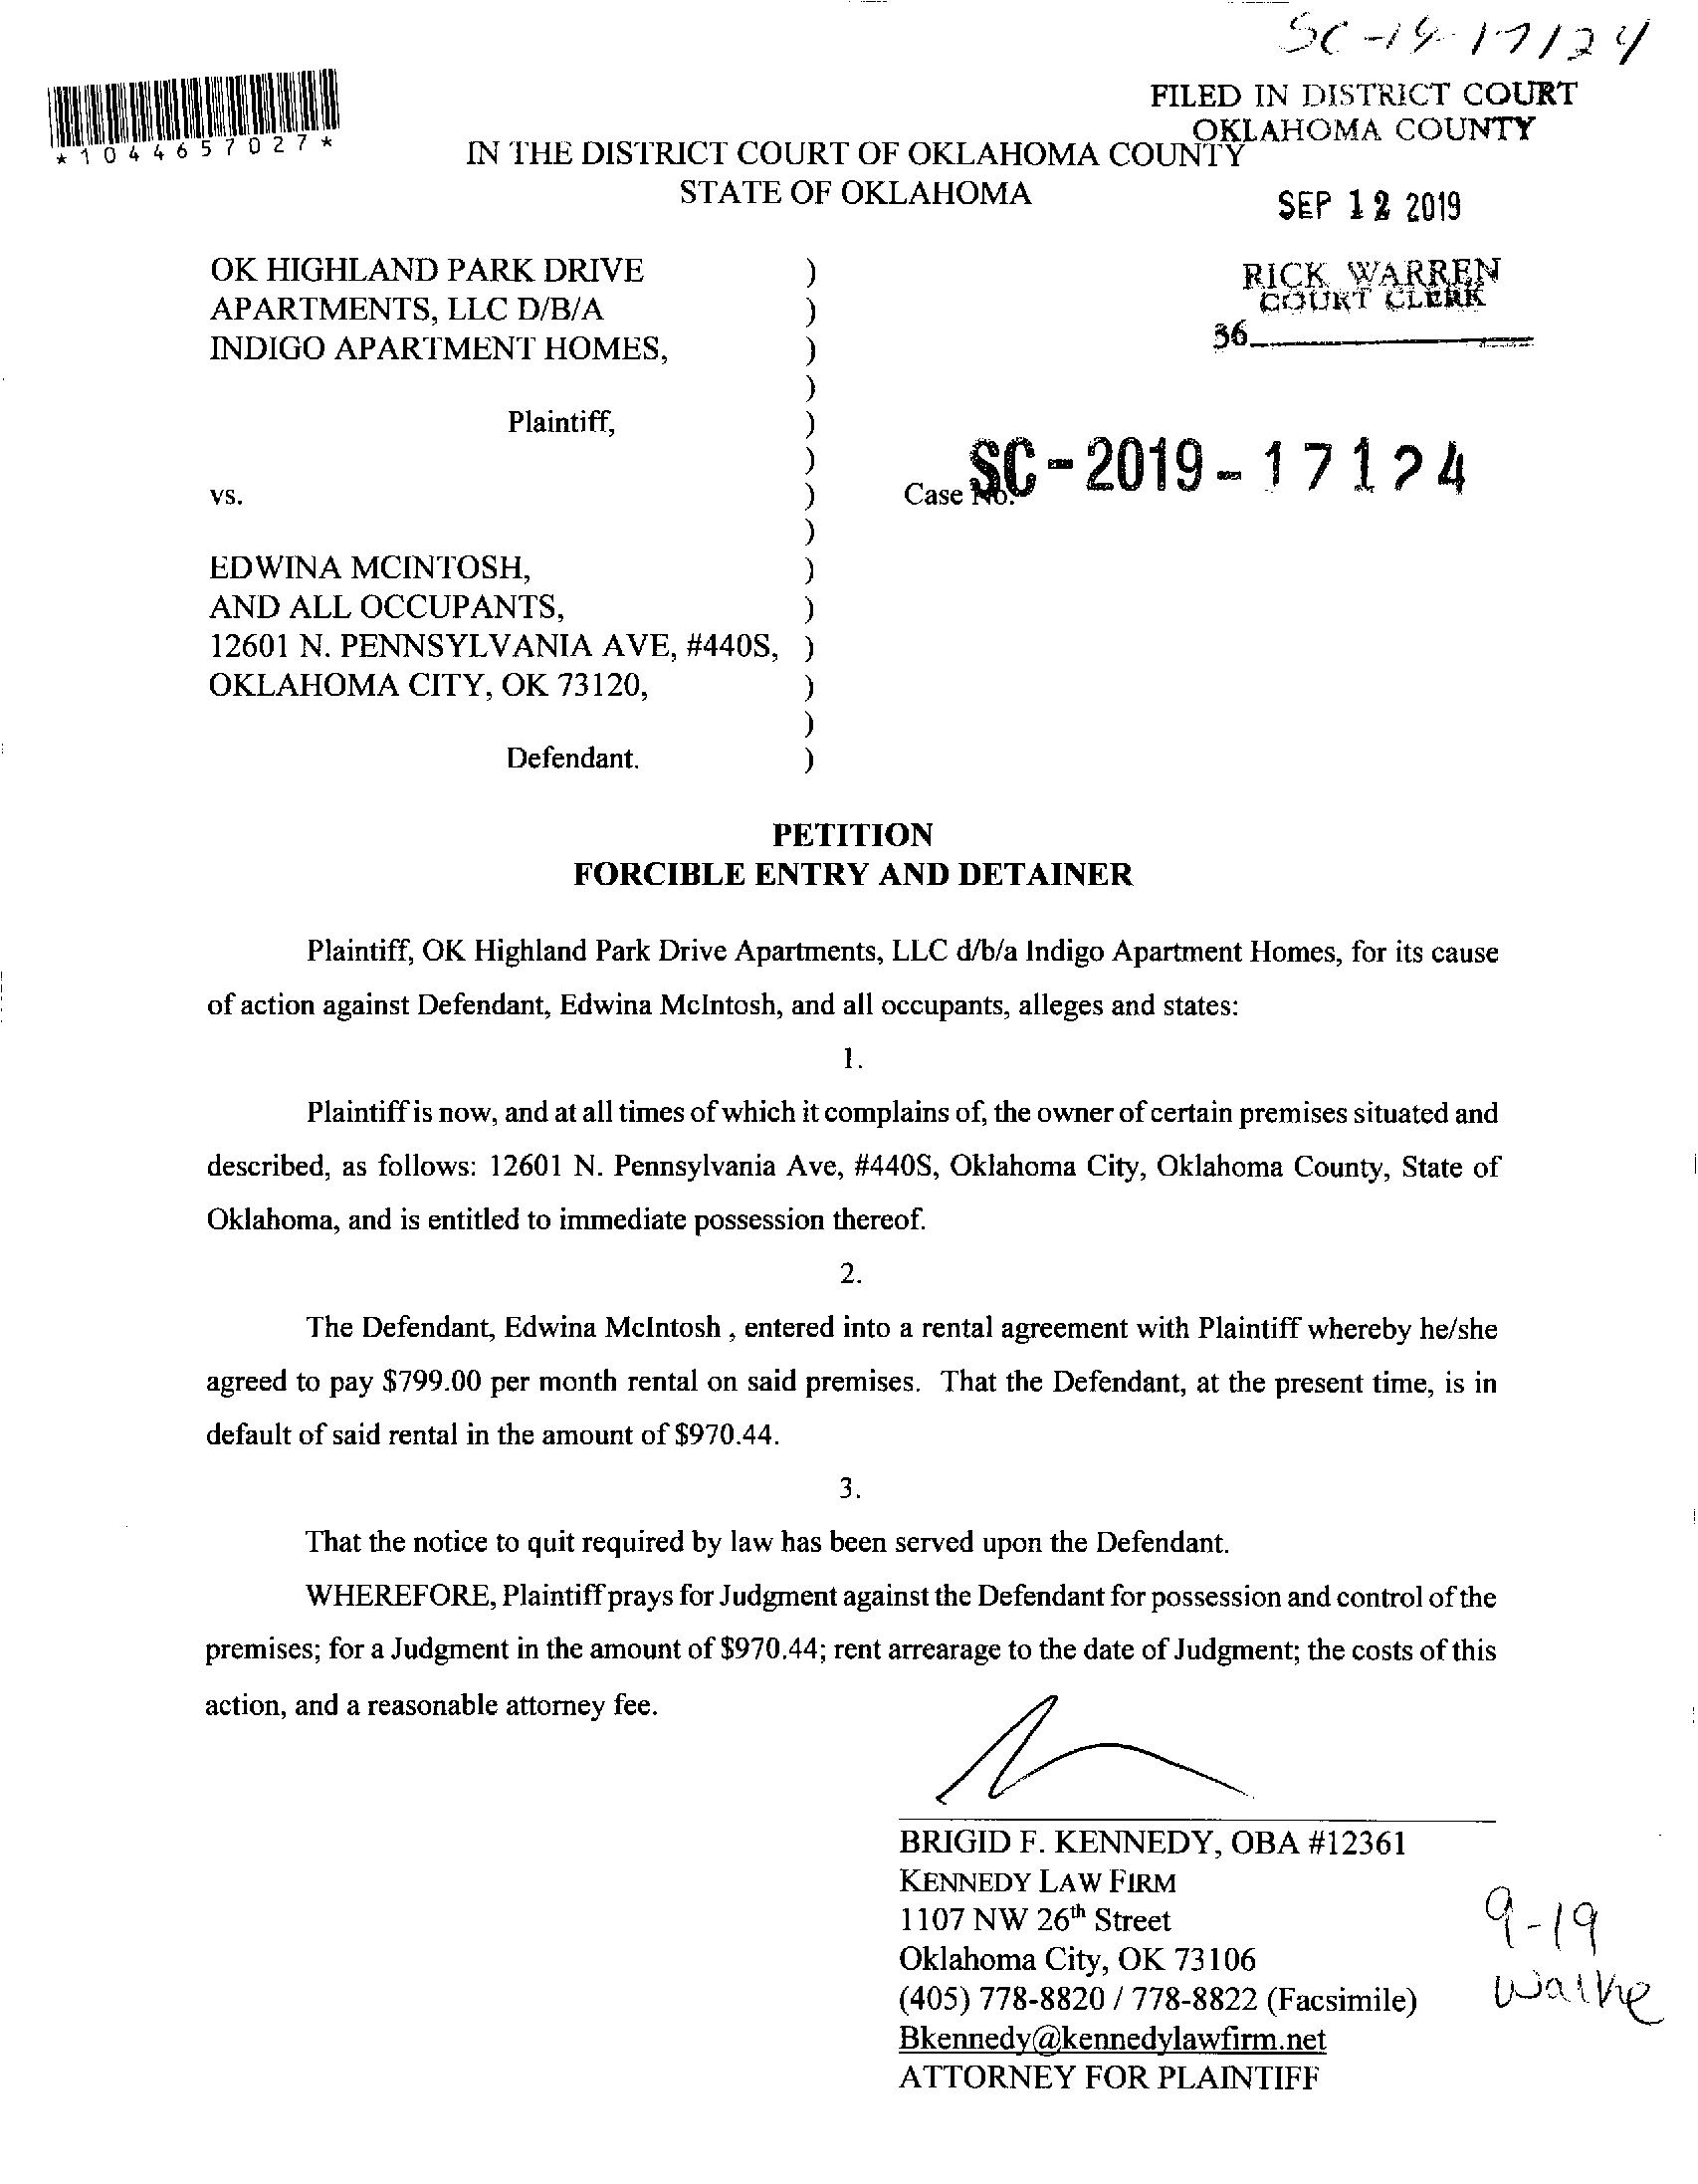 SC-19-17124
*1044657027*
FILED IN DISTRICT COURT
OKLAHOMA COUNTY
IN THE DISTRICT COURT OF OKLAHOMA COUNTY
STATE OF OKLAHOMA
SEP 12 2019
RICK WARREN
COURT CLERK
36
OK HIGHLAND PARK DRIVE )
APARTMENTS, LLC D/B/A )
INDIGO APARTMENT HOMES, )
)
Plaintiff, )
)
vs. ) Case No. SC-2019-17124
)
EDWINA MCINTOSH, )
AND ALL OCCUPANTS, )
12601 N. PENNSYLVANIA AVE, #440S, )
OKLAHOMA CITY, OK 73120, )
)
Defendant. )
PETITION
FORCIBLE ENTRY AND DETAINER
Plaintiff, OK Highland Park Drive Apartments, LLC d/b/a Indigo Apartment Homes, for its cause
of action against Defendant, Edwina McIntosh, and all occupants, alleges and states:
1.
Plaintiff is now, and at all times of which it complains of, the owner of certain premises situated and
described, as follows: 12601 N. Pennsylvania Ave, #440S, Oklahoma City, Oklahoma County, State of
Oklahoma, and is entitled to immediate possession thereof.
2.
The Defendant, Edwina McIntosh , entered into a rental agreement with Plaintiff whereby he/she
agreed to pay $799.00 per month rental on said premises. That the Defendant, at the present time, is in
default of said rental in the amount of $970.44.
3.
That the notice to quit required by law has been served upon the Defendant.
WHEREFORE, Plaintiff prays for Judgment against the Defendant for possession and control of the
premises; for a Judgment in the amount of $970.44; rent arrearage to the date of Judgment; the costs of this
action, and a reasonable attorney fee.
BRIGID F. KENNEDY, OBA #12361
KENNEDY LAW FIRM
1107 NW 26th Street
Oklahoma City, OK 73106
(405) 778-8820 / 778-8822 (Facsimile)
Bkennedy@kennedylawfirm.net
ATTORNEY FOR PLAINTIFF
9-19
Walke